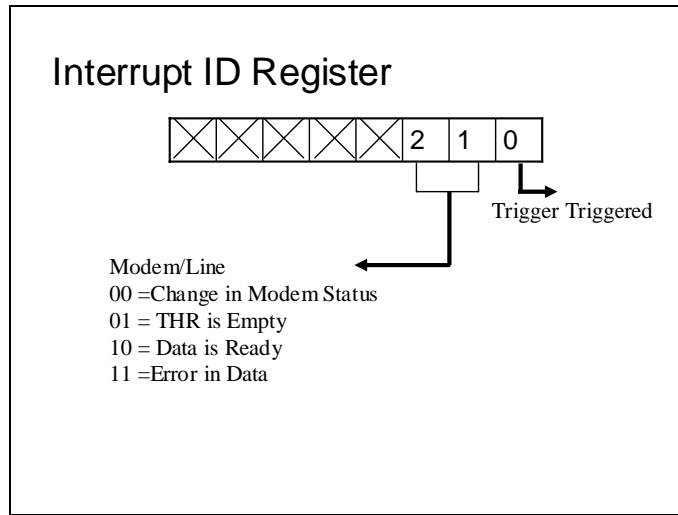 Interrupt ID Register
2 1 0
Trigger Triggered
Modem/Line
00 =Change in Modem Status
01 = THR is Empty
10 = Data is Ready
11 =Error in Data